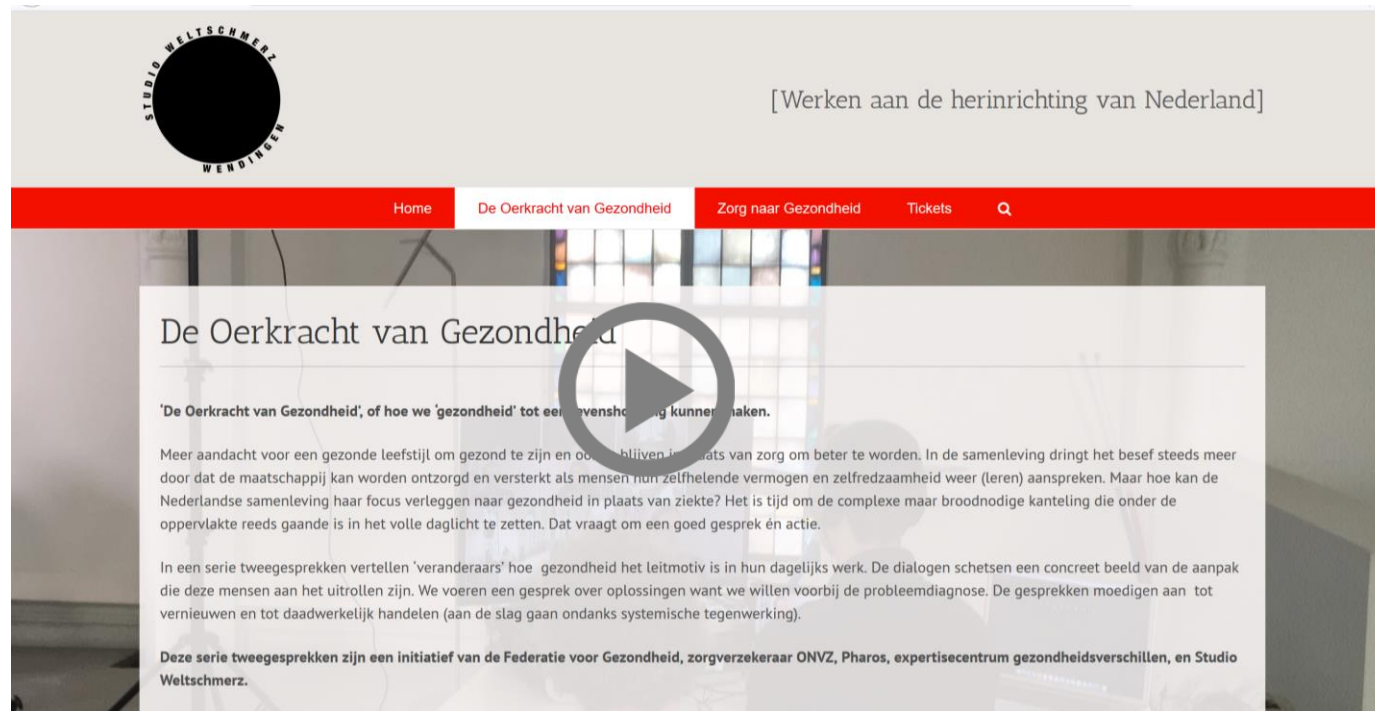 STUDIO WELTSCHMERZ
WENDINGEN
[Werken aan de herinrichting van Nederland]
Home De Oerkracht van Gezondheid Zorg naar Gezondheid Tickets
De Oerkracht van Gezondheid
'De Oerkracht van Gezondheid', of hoe we 'gezondheid' tot een levenshouding kunnen maken.
Meer aandacht voor een gezonde leefstijl om gezond te zijn en ook te blijven in plaats van zorg om beter te worden. In de samenleving dringt het besef steeds meer
door dat de maatschappij kan worden ontzorgd en versterkt als mensen hun zelfhelende vermogen en zelfredzaamheid weer (leren) aanspreken. Maar hoe kan de
Nederlandse samenleving haar focus verleggen naar gezondheid in plaats van ziekte? Het is tijd om de complexe maar broodnodige kanteling die onder de
oppervlakte reeds gaande is in het volle daglicht te zetten. Dat vraagt om een goed gesprek én actie.
In een serie tweegesprekken vertellen 'veranderaars' hoe gezondheid het leitmotiv is in hun dagelijks werk. De dialogen schetsen een concreet beeld van de aanpak
die deze mensen aan het uitrollen zijn. We voeren een gesprek over oplossingen want we willen voorbij de probleemdiagnose. De gesprekken moedigen aan tot
vernieuwen en tot daadwerkelijk handelen (aan de slag gaan ondanks systemische tegenwerking).
Deze serie tweegesprekken zijn een initiatief van de Federatie voor Gezondheid, zorgverzekeraar ONVZ, Pharos, expertisecentrum gezondheidsverschillen, en Studio
Weltschmerz.